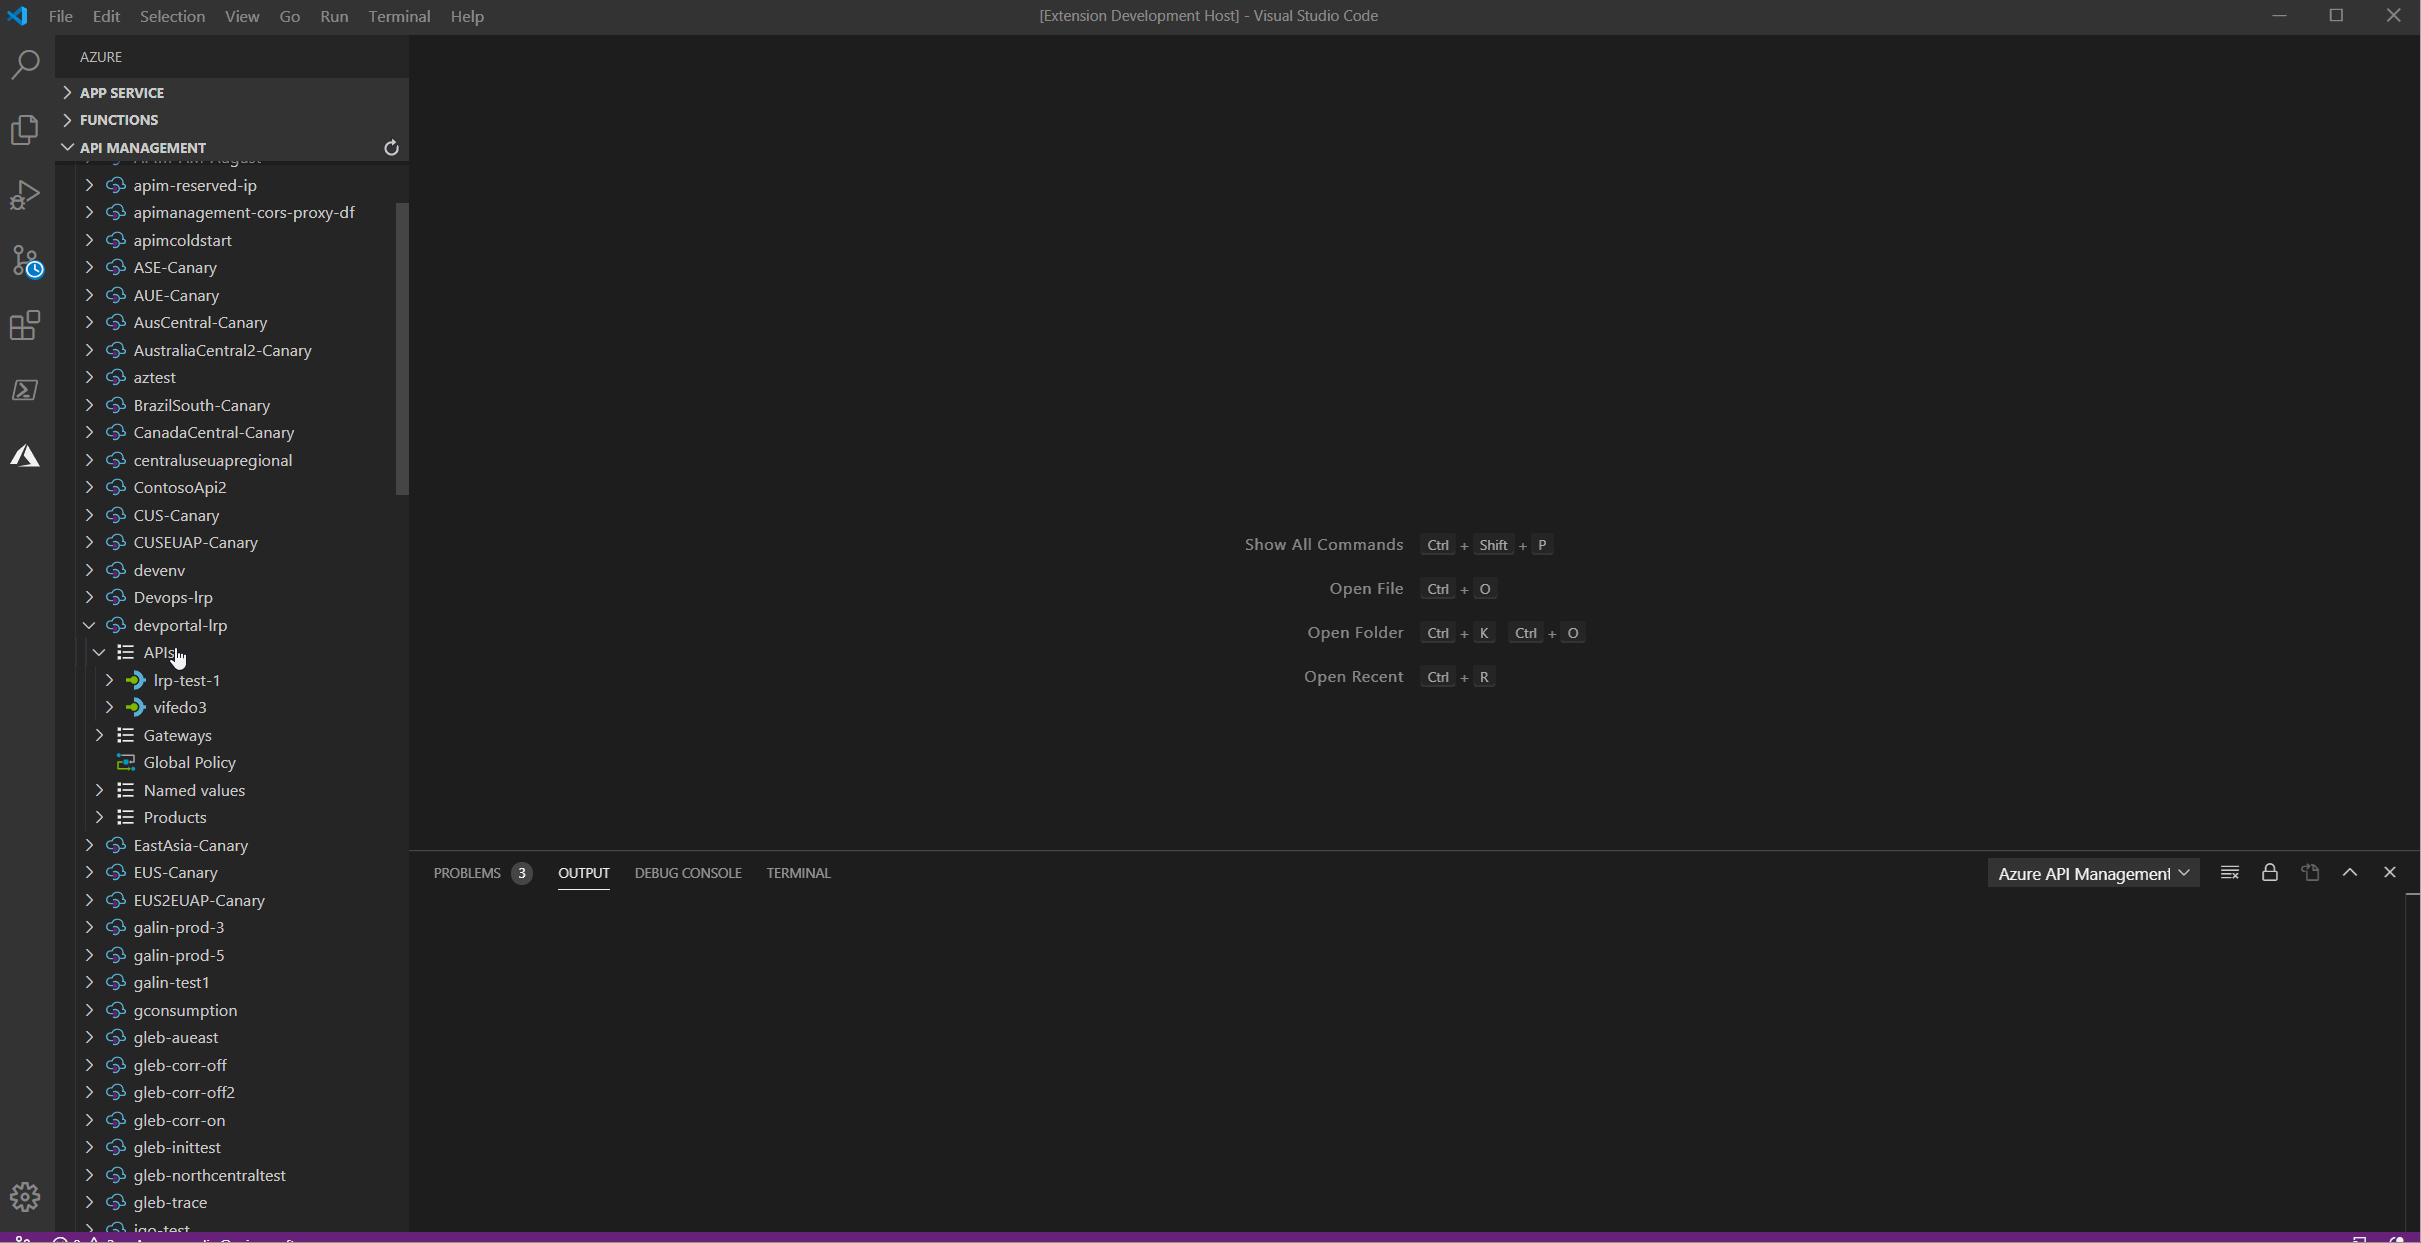 File Edit Selection View Go Run Terminal Help
[Extension Development Host] - Visual Studio Code
AZURE
APP SERVICE
FUNCTIONS
API MANAGEMENT
apim-reserved-ip
apimanagement-cors-proxy-df
apimcoldstart
ASE-Canary
AUE-Canary
AusCentral-Canary
AustraliaCentral2-Canary
aztest
BrazilSouth-Canary
CanadaCentral-Canary
centraluseuapregional
ContosoApi2
CUS-Canary
CUSEUAP-Canary
devenv
Devops-lrp
devportal-lrp
APIs
lrp-test-1
vifedo3
Gateways
Global Policy
Named values
Products
EastAsia-Canary
EUS-Canary
EUS2EUAP-Canary
galin-prod-3
galin-prod-5
galin-test1
gconsumption
gleb-aueast
gleb-corr-off
gleb-corr-off2
gleb-corr-on
gleb-inittest
gleb-northcentraltest
gleb-trace
Show All Commands Ctrl + Shift + P
Open File Ctrl + O
Open Folder Ctrl + K Ctrl + O
Open Recent Ctrl + R
PROBLEMS 3 OUTPUT DEBUG CONSOLE TERMINAL
Azure API Management